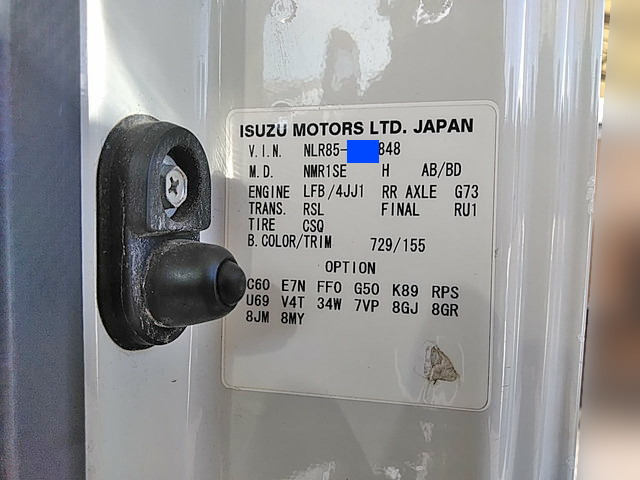 ISUZU MOTORS LTD. JAPAN
V.I.N. NLR85- 848
M.D. NMR1SE H AB/BD
ENGINE LFB/4JJ1 RR AXLE G73
TRANS. RSL FINAL RU1
TIRE CSQ
B.COLOR/TRIM 729/155
OPTION
C60 E7N FF0 G50 K89 RPS
U69 V4T 34W 7VP 8GJ 8GR
8JM 8MY